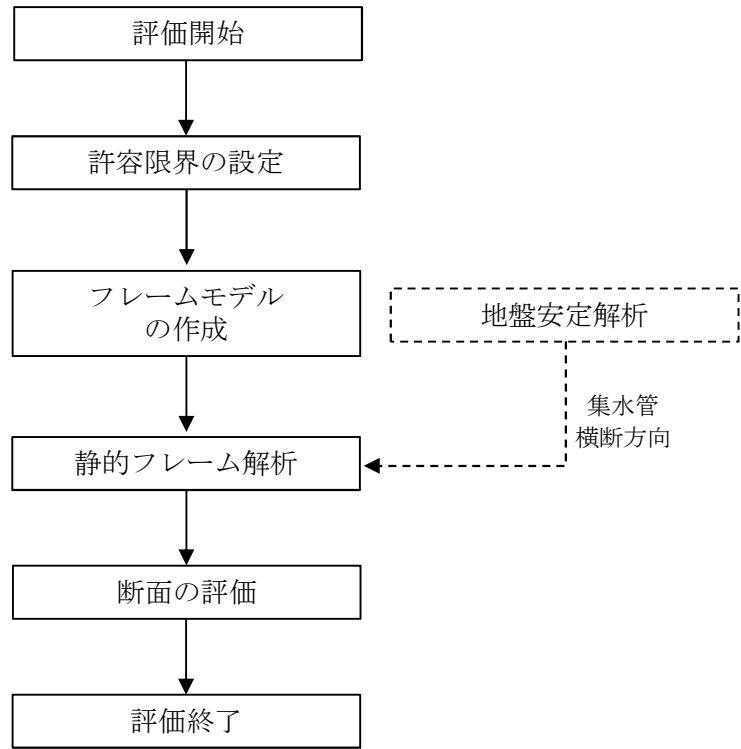 評価開始
許容限界の設定
フレームモデル
の作成
地盤安定解析
集水管
横断方向
静的フレーム解析
断面の評価
評価終了